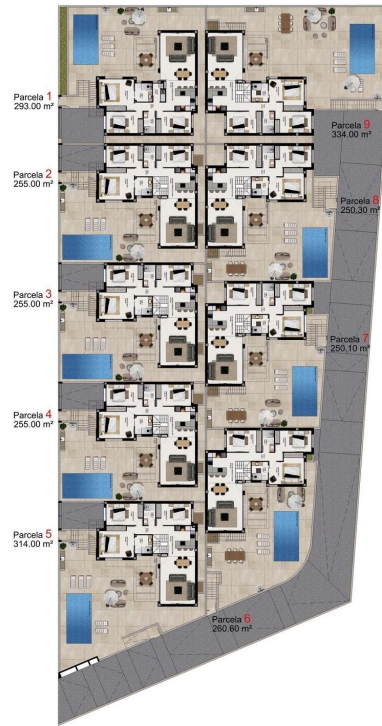 Parcela 1
293.00 m²
Parcela 9
334.00 m²
Parcela 2
255.00 m²
Parcela 8
250.30 m²
Parcela 3
255.00 m²
Parcela 7
250.10 m²
Parcela 4
255.00 m²
Parcela 5
314.00 m²
Parcela 6
260.60 m²